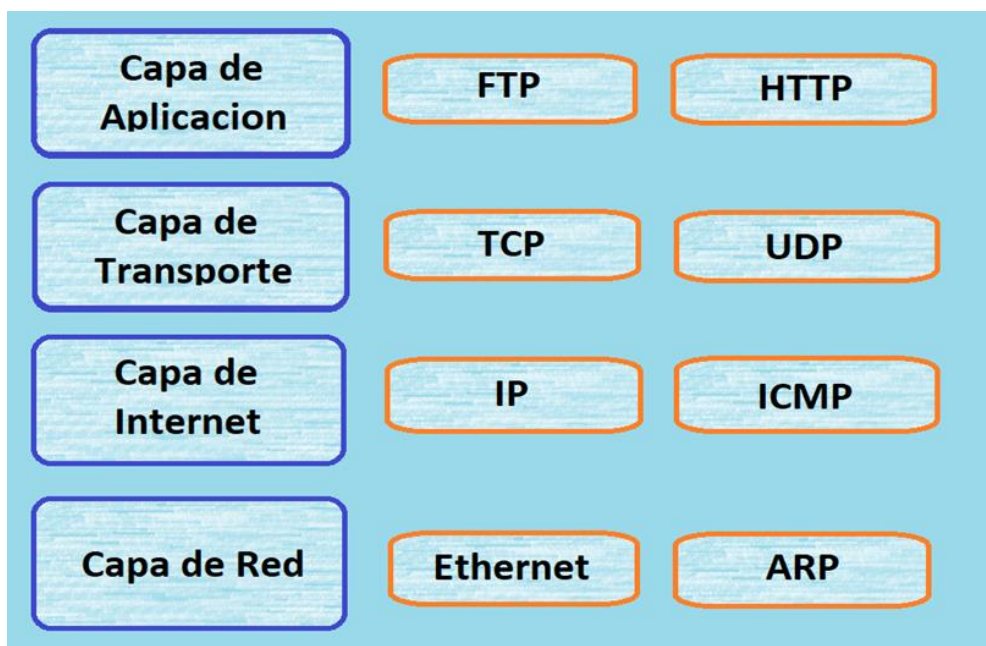 Capa de
Aplicacion
FTP
HTTP
Capa de
Transporte
TCP
UDP
Capa de
Internet
IP
ICMP
Capa de Red
Ethernet
ARP